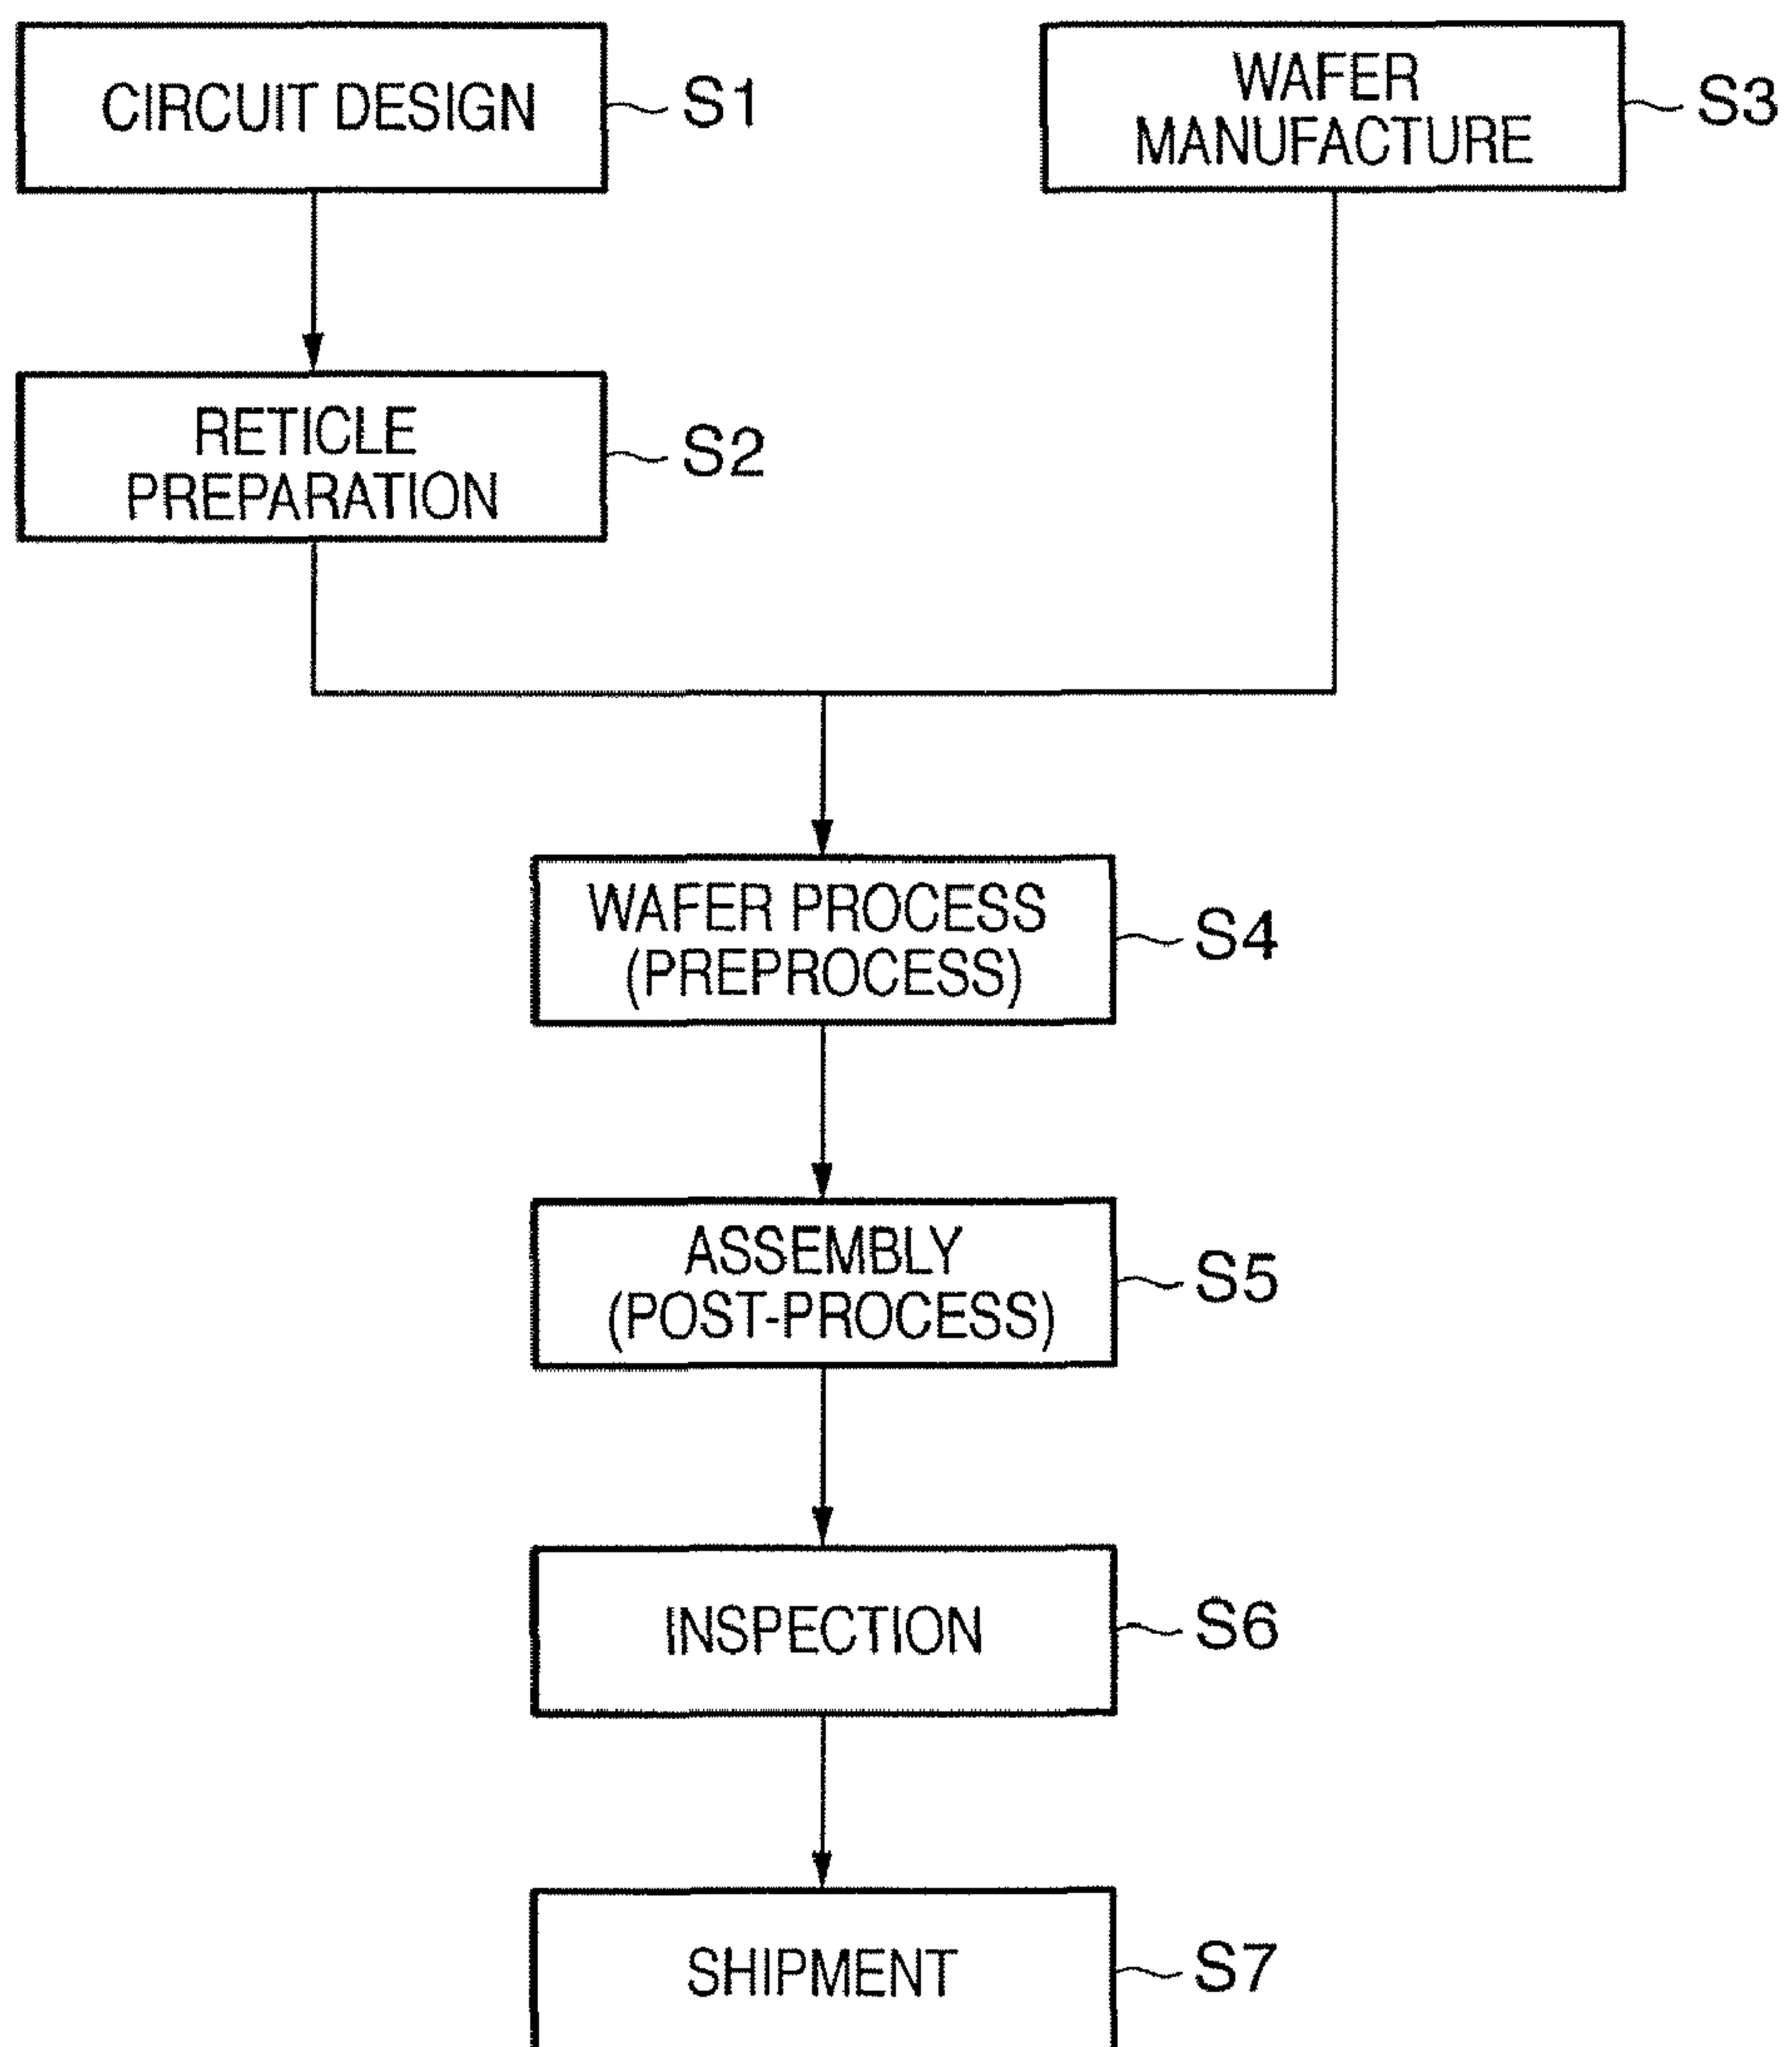 CIRCUIT DESIGN
S1
WAFER
MANUFACTURE
S3
RETICLE
PREPARATION
S2
WAFER PROCESS
(PREPROCESS)
S4
ASSEMBLY
(POST-PROCESS)
S5
INSPECTION
S6
SHIPMENT
S7